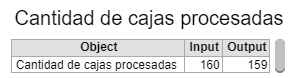 Cantidad de cajas procesadas
Object Input Output
Cantidad de cajas procesadas 160 159